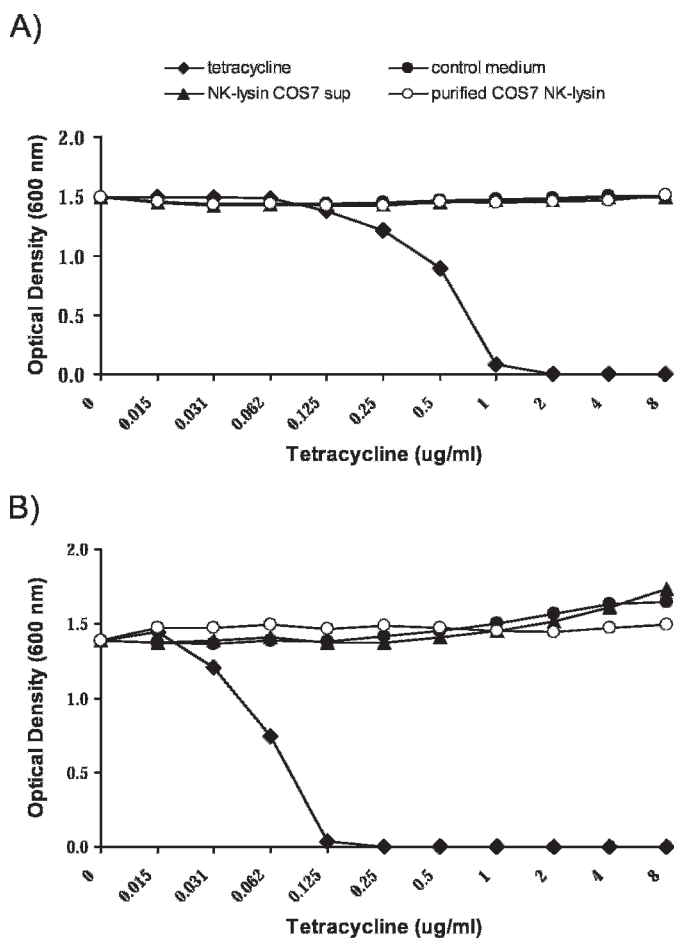 A)
tetracycline control medium
NK-lysin COS7 sup purified COS7 NK-lysin
2.0
1.5
1.0
0.5
0.0
Optical Density (600 nm)
0 0.015 0.031 0.062 0.125 0.25 0.5 1 2 4 8
Tetracycline (ug/ml)
B)
2.0
1.5
1.0
0.5
0.0
Optical Density (600 nm)
0 0.015 0.031 0.062 0.125 0.25 0.5 1 2 4 8
Tetracycline (ug/ml)